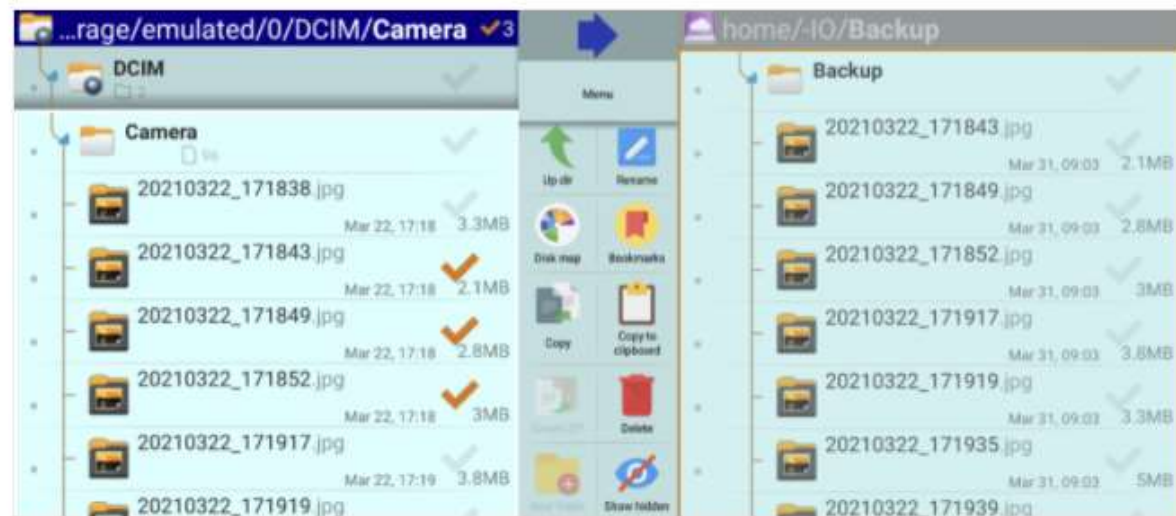 ...rage/emulated/0/DCIM/Camera 3
DCIM
2
Camera
96
20210322_171838.jpg
Mar 22, 17:18 3.3MB
20210322_171843.jpg
Mar 22, 17:18 2.1MB
20210322_171849.jpg
Mar 22, 17:18 2.8MB
20210322_171852.jpg
Mar 22, 17:18 3MB
20210322_171917.jpg
Mar 22, 17:19 3.8MB
20210322_171919.jpg
Menu
Up dir Rename
Disk map Bookmarks
Copy Copy to
clipboard
Delete
Show hidden
home/-IO/Backup
Backup
20210322_171843.jpg
Mar 31, 09:03 2.1MB
20210322_171849.jpg
Mar 31, 09:03 2.8MB
20210322_171852.jpg
Mar 31, 09:03 3MB
20210322_171917.jpg
Mar 31, 09:03 3.8MB
20210322_171919.jpg
Mar 31, 09:03 3.3MB
20210322_171935.jpg
Mar 31, 09:03 5MB
20210322_171939.jpg